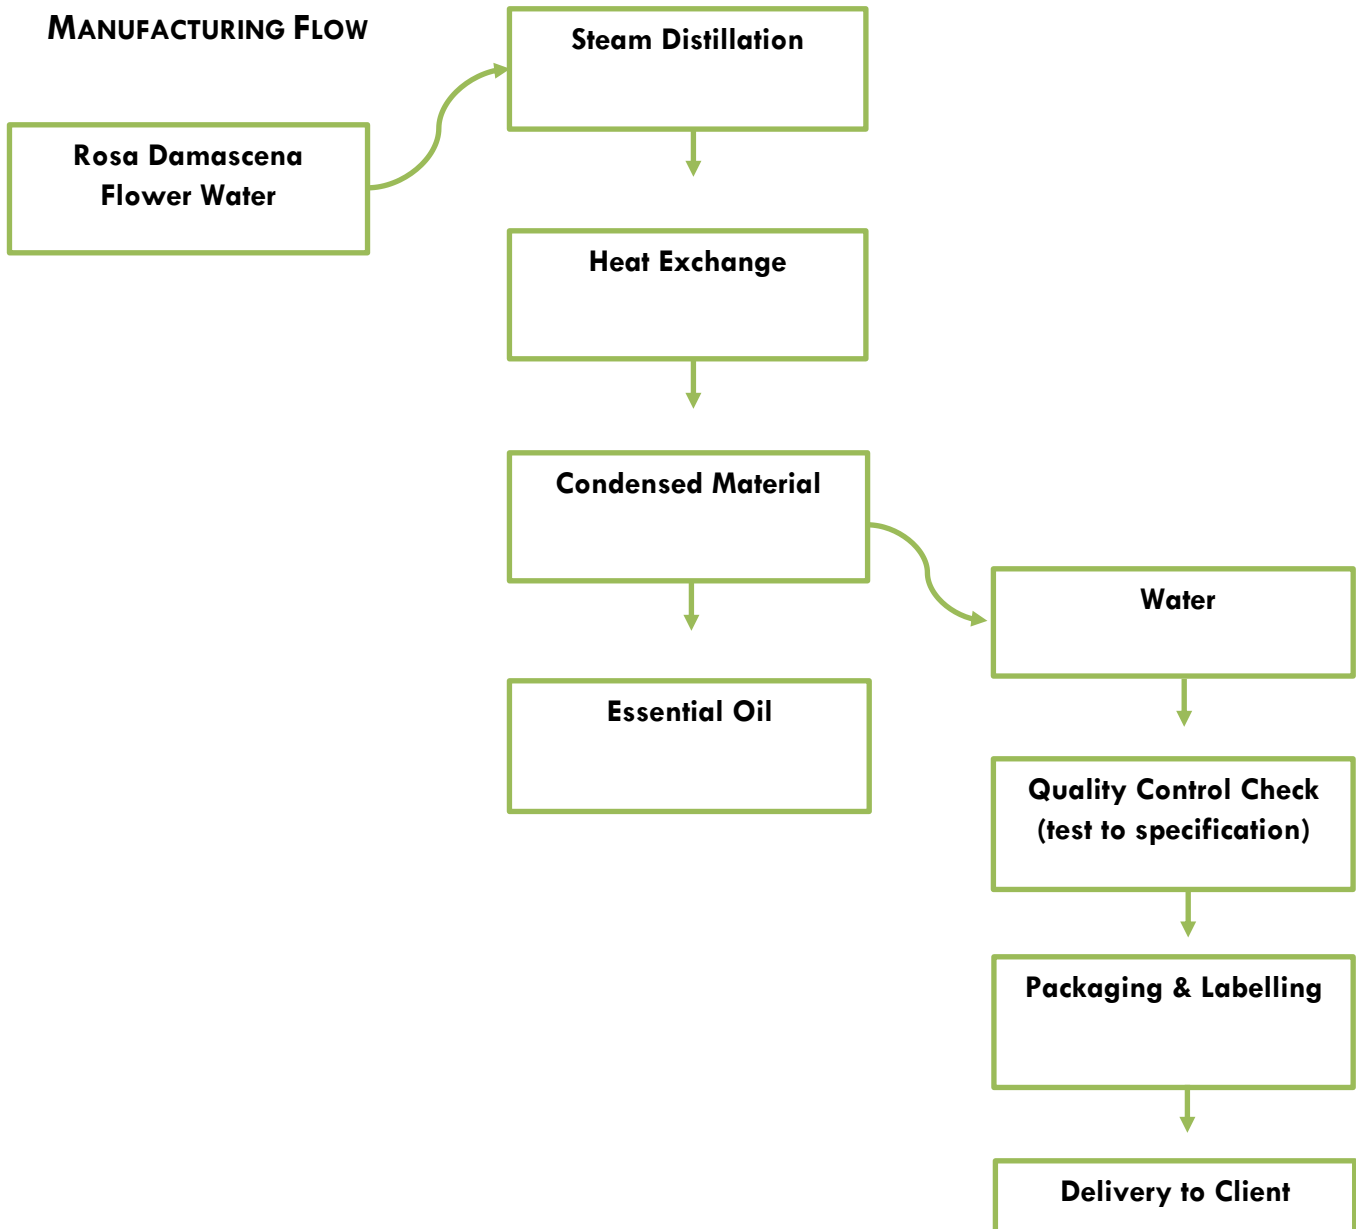 MANUFACTURING FLOW
Steam Distillation
Rosa Damascena
Flower Water
Heat Exchange
Condensed Material
Water
Essential Oil
Quality Control Check
(test to specification)
Packaging & Labelling
Delivery to Client